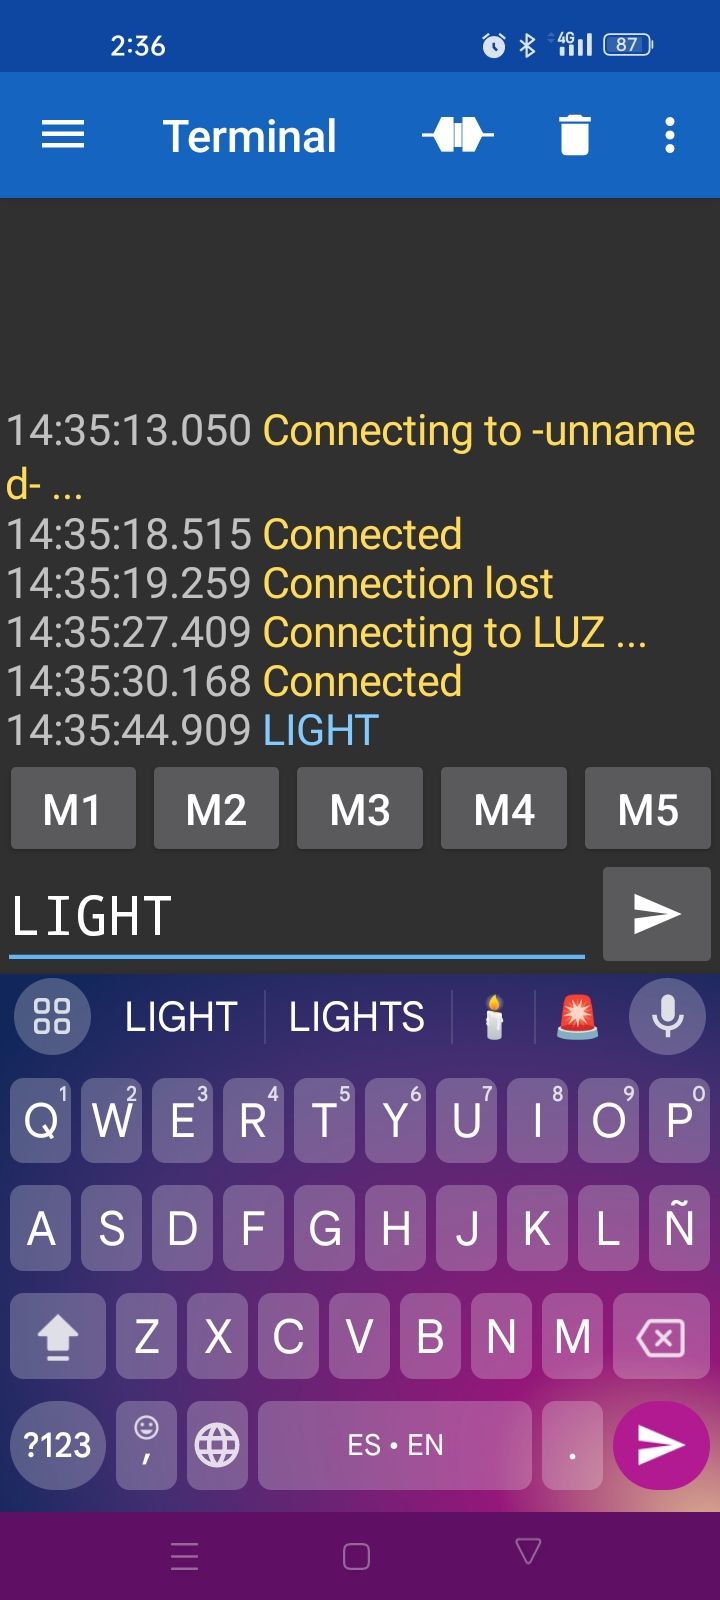 2:36 4G 87
Terminal
14:35:13.050 Connecting to -unname
d- ...
14:35:18.515 Connected
14:35:19.259 Connection lost
14:35:27.409 Connecting to LUZ ...
14:35:30.168 Connected
14:35:44.909 LIGHT
M1 M2 M3 M4 M5
LIGHT
LIGHT LIGHTS
1 2 3 4 5 6 7 8 9 0
Q W E R T Y U I O P
A S D F G H J K L Ñ
Z X C V B N M
?123 , ES • EN .